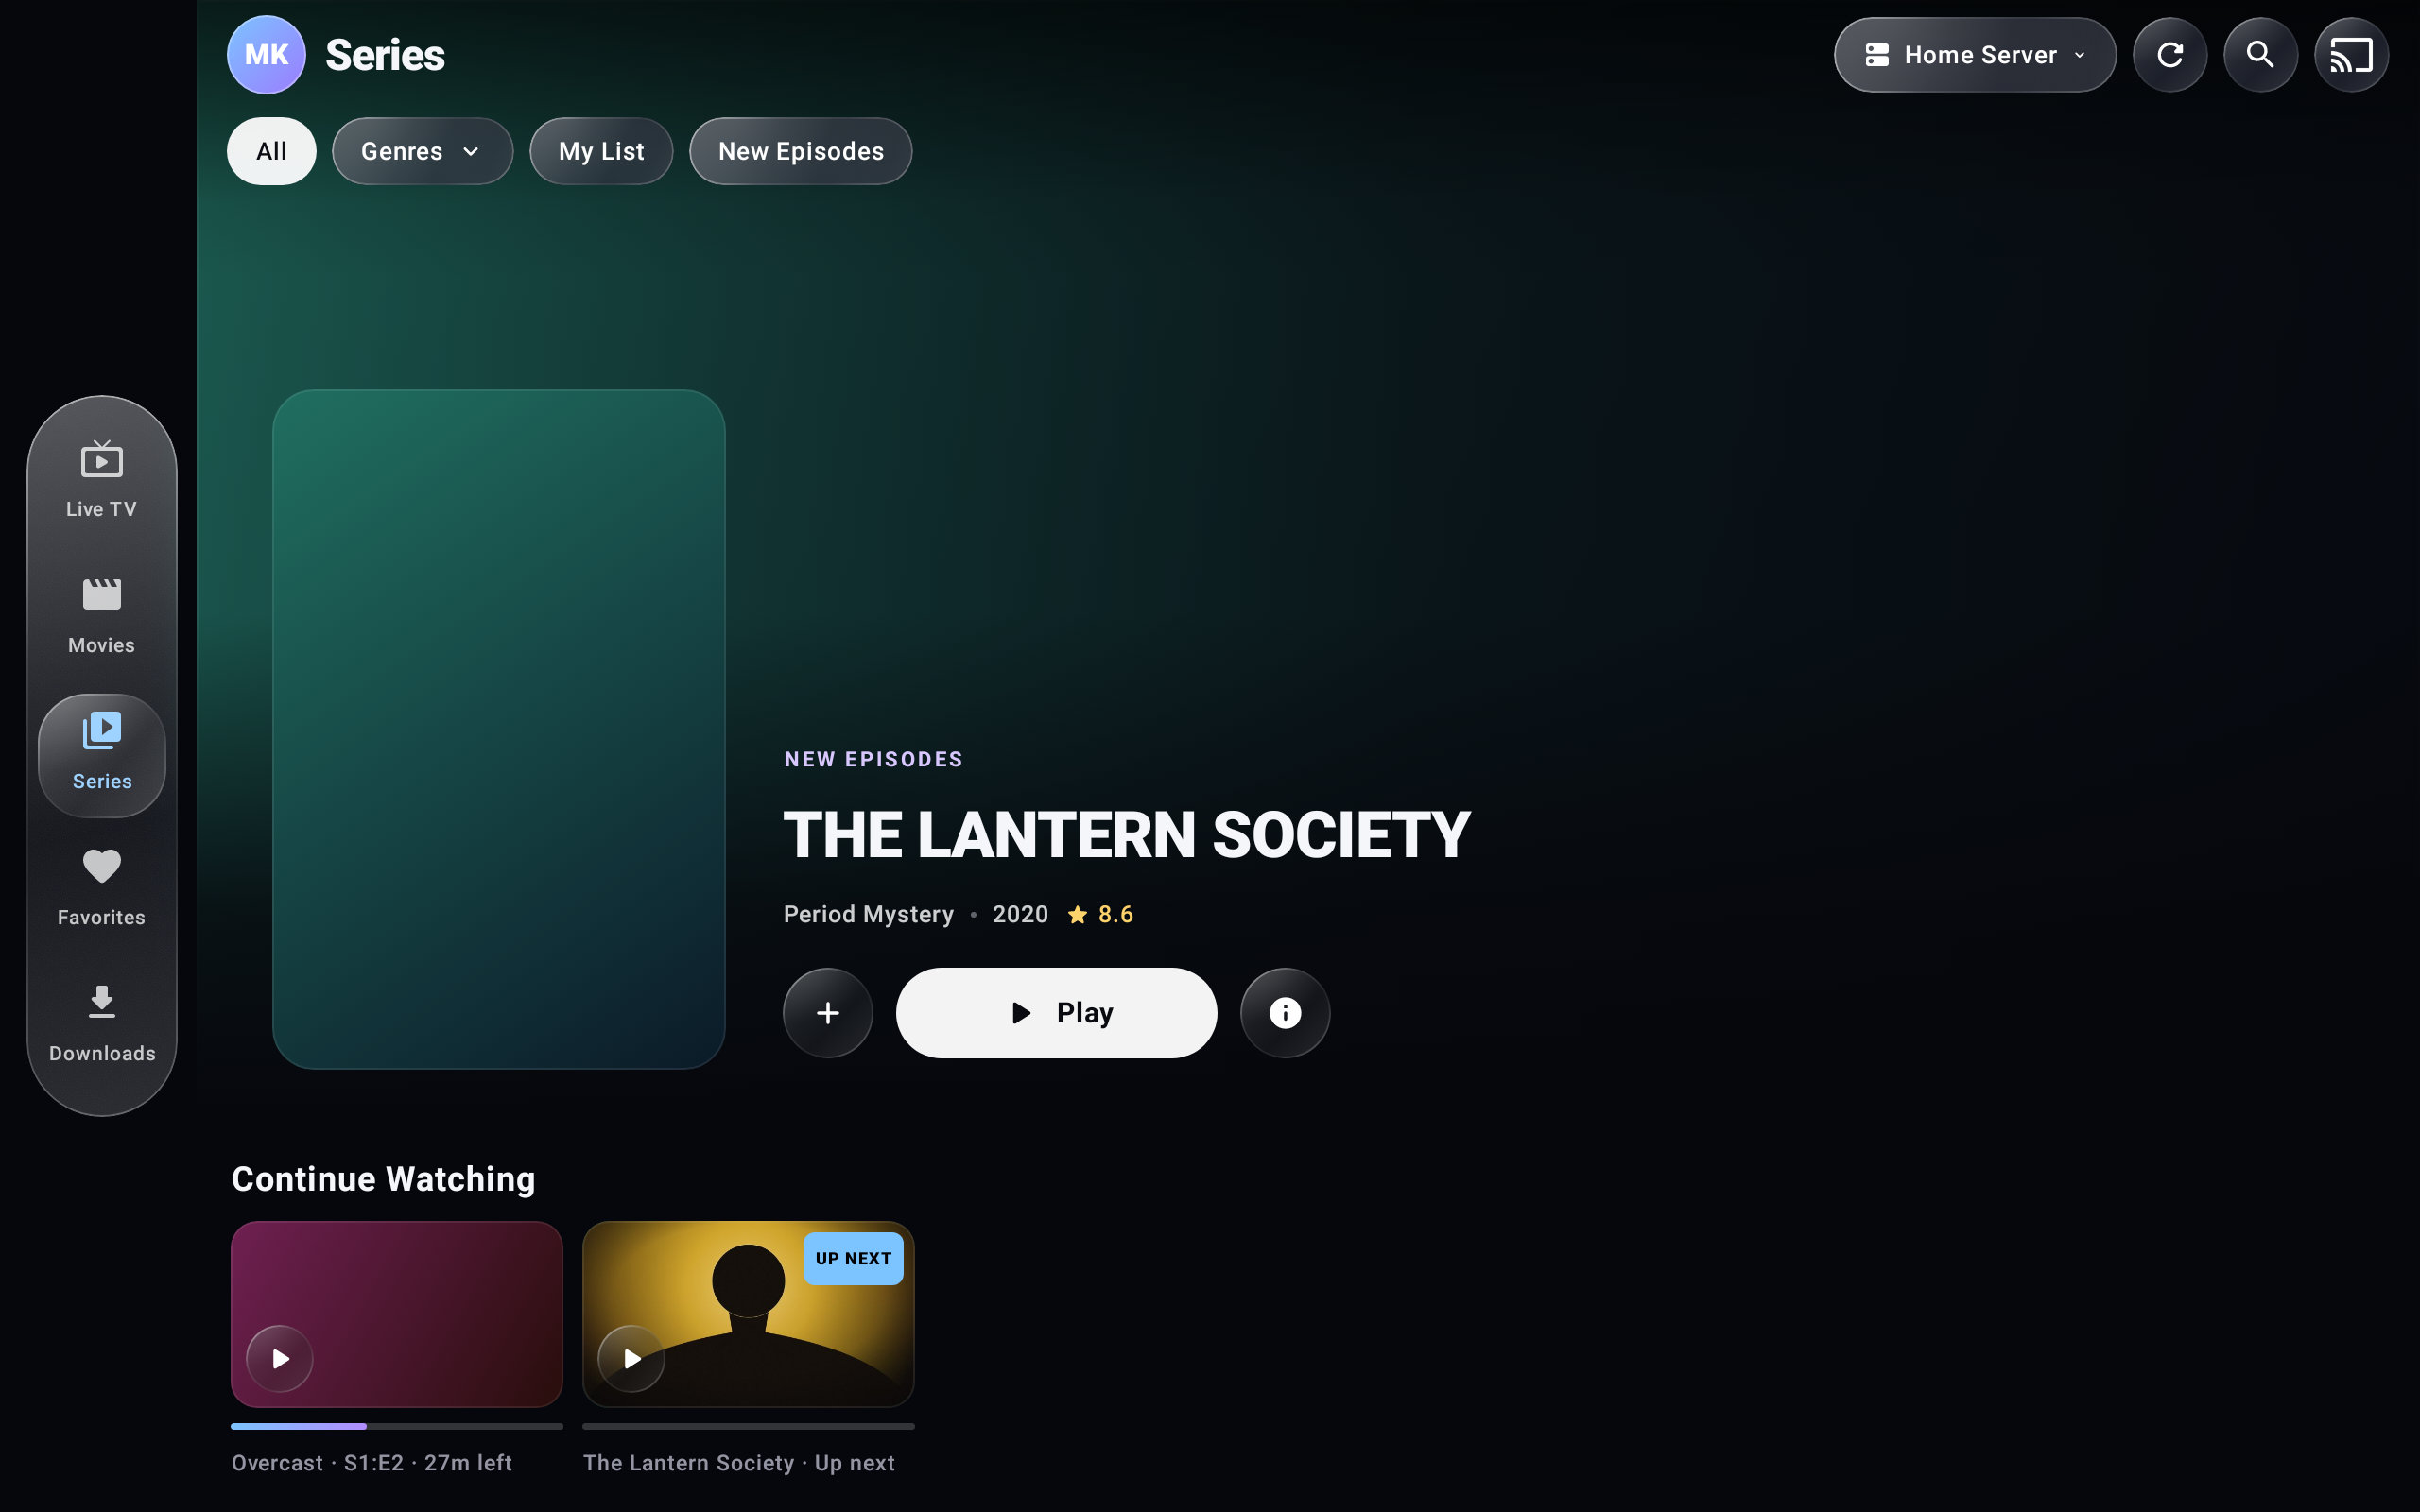 MK
Series
Home Server
All
Genres
My List
New Episodes
Live TV
Movies
Series
Favorites
Downloads
NEW EPISODES
THE LANTERN SOCIETY
Period Mystery • 2020 ★ 8.6
Play
Continue Watching
UP NEXT
Overcast · S1:E2 · 27m left
The Lantern Society · Up next